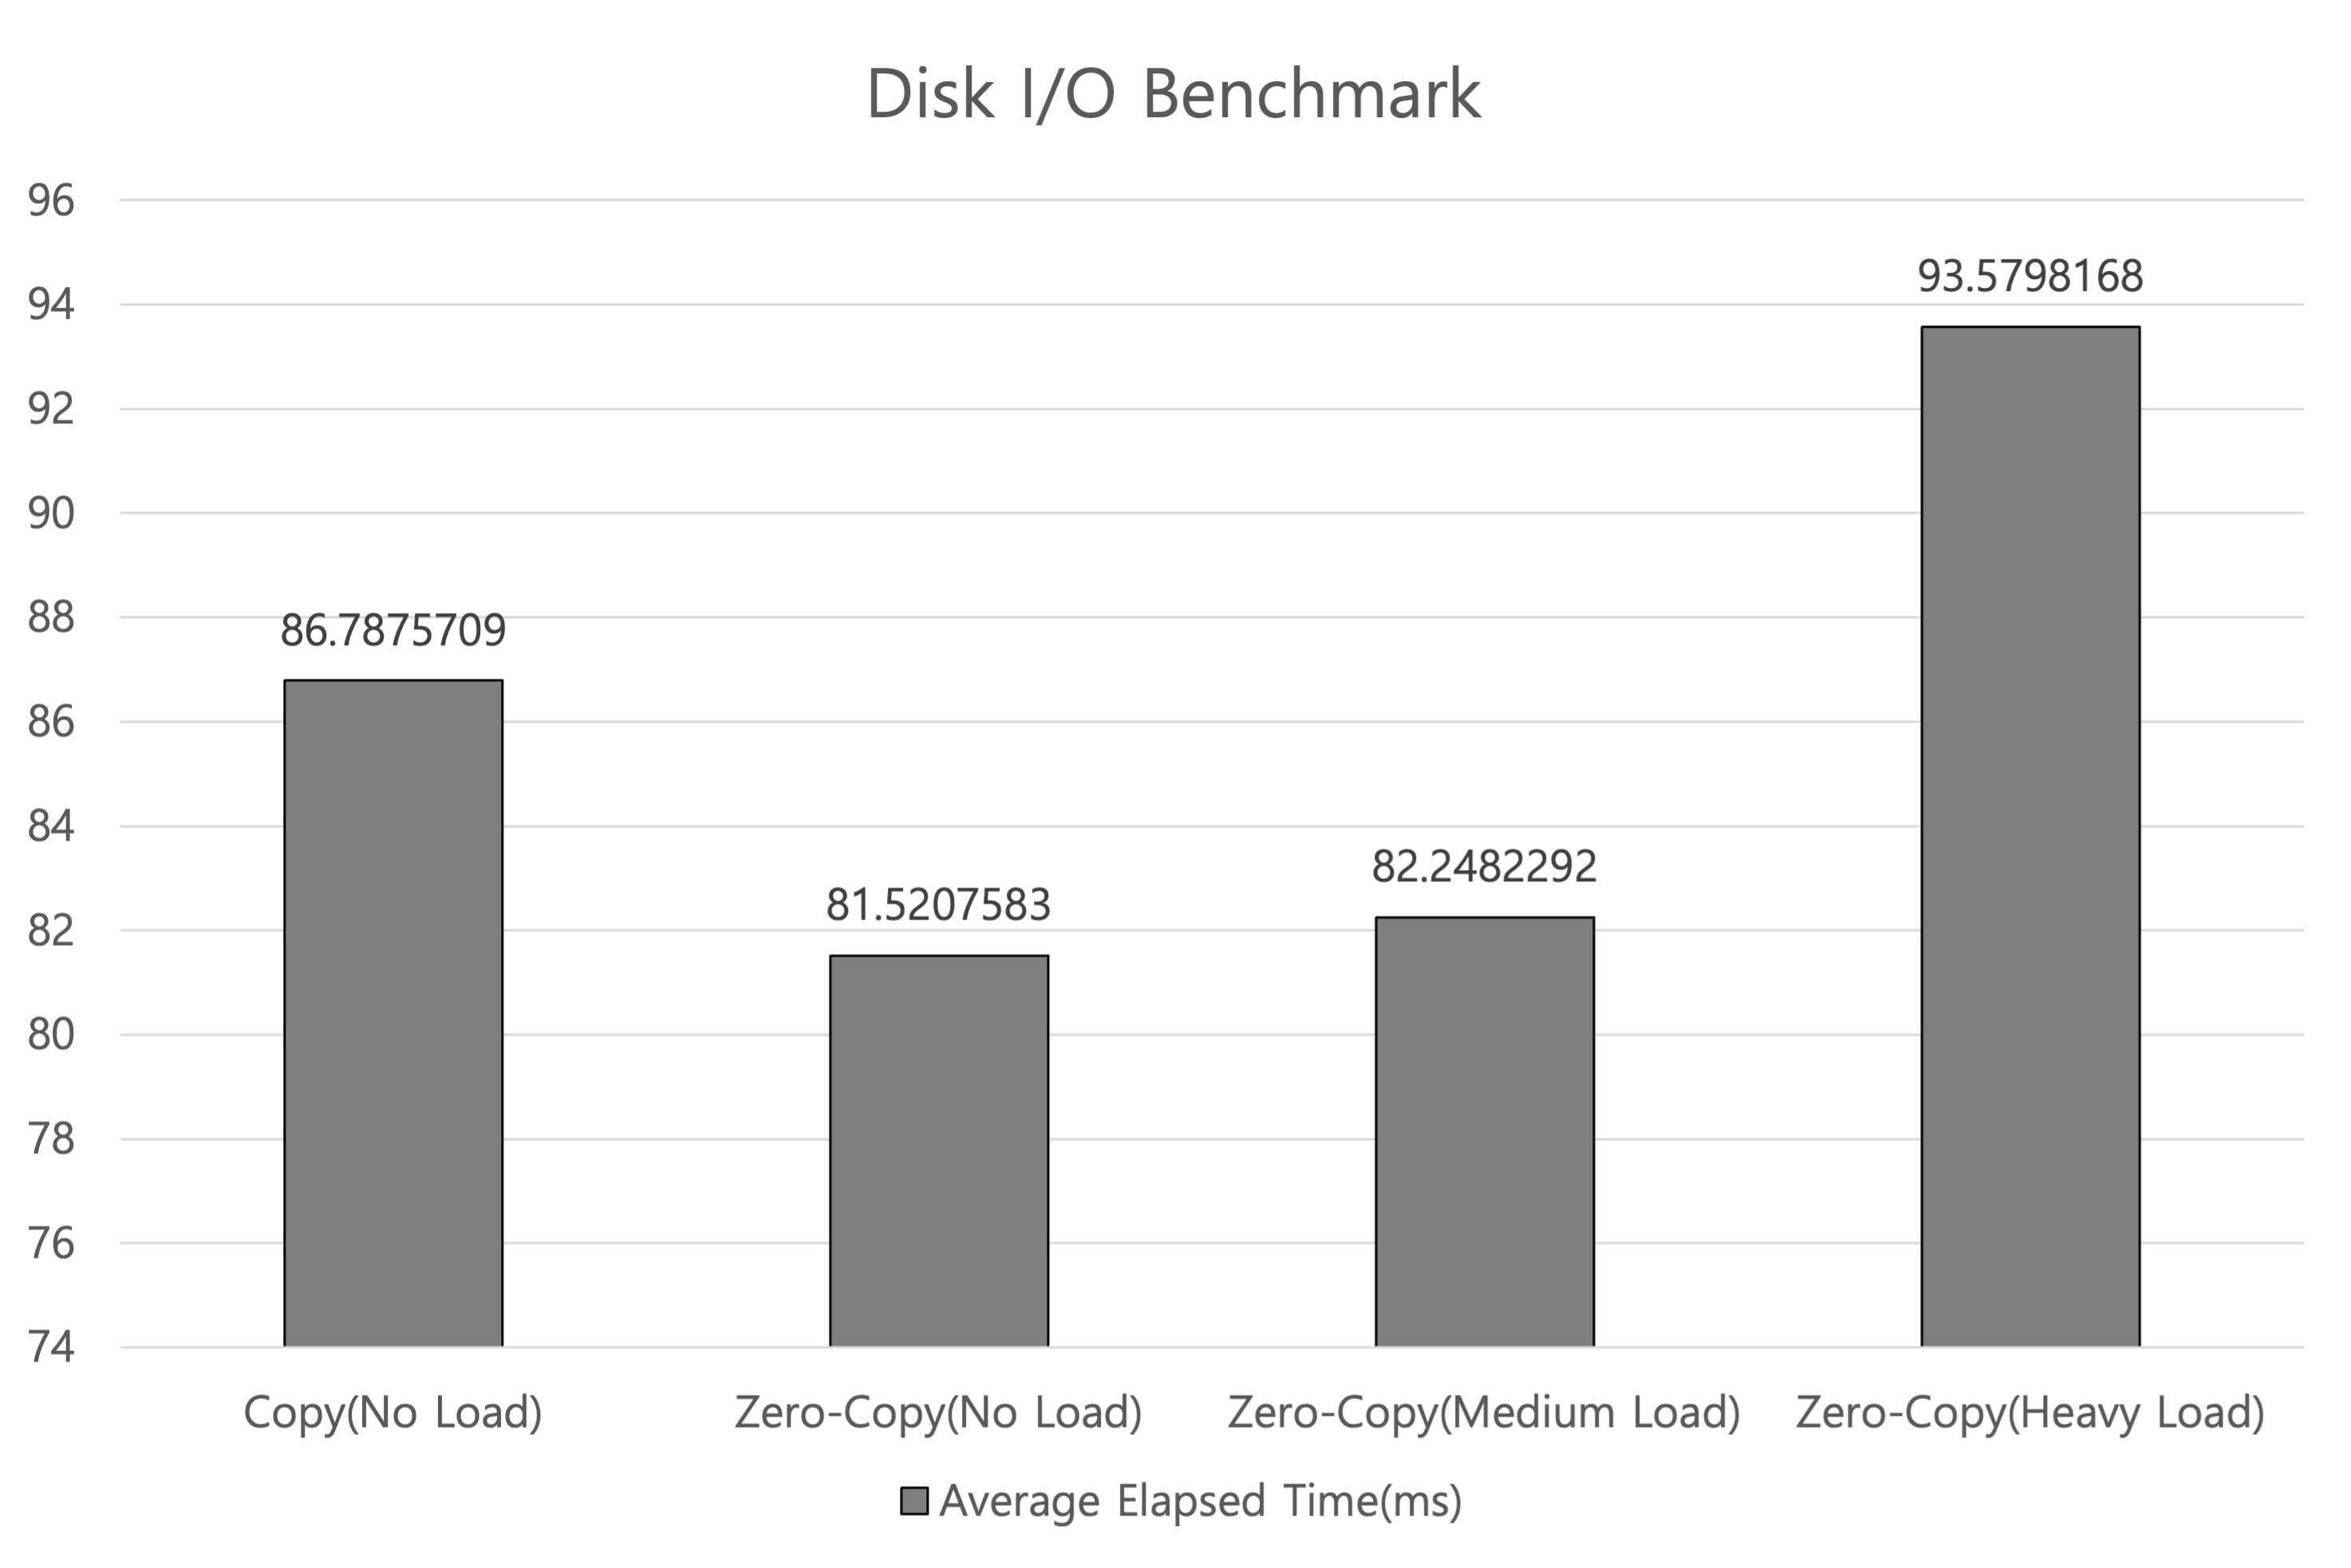 Disk I/O Benchmark
96
94
92
90
88
86
84
82
80
78
76
74
86.7875709
81.5207583
82.2482292
93.5798168
Copy(No Load)
Zero-Copy(No Load)
Zero-Copy(Medium Load)
Zero-Copy(Heavy Load)
Average Elapsed Time(ms)